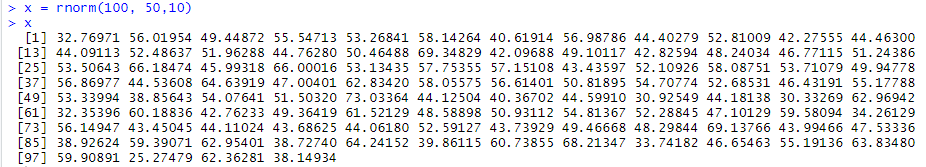 > x = rnorm(100, 50,10)
> x
[1] 32.76971 56.01954 49.44872 55.54713 53.26841 58.14264 40.61914 56.98786 44.40279 52.81009 42.27555 44.46300
[13] 44.09113 52.48637 51.96288 44.76280 50.46488 69.34829 42.09688 49.10117 42.82594 48.24034 46.77115 51.24386
[25] 53.50643 66.18474 45.99318 66.00016 53.13435 57.75355 57.15108 43.43597 52.10926 58.08751 53.71079 49.94778
[37] 56.86977 44.53608 64.63919 47.00401 62.83420 58.05575 56.61401 50.81895 54.70774 52.68531 46.43191 55.17788
[49] 53.33994 38.85643 54.07641 51.50320 73.03364 44.12504 40.36702 44.59910 30.92549 44.18138 30.33269 62.96942
[61] 32.35396 60.18836 42.76233 49.36419 61.52129 48.58898 50.93112 54.81367 52.28845 47.10129 59.58094 34.26129
[73] 56.14947 43.45045 44.11024 43.68625 44.06180 52.59127 43.73929 49.46668 48.29844 69.13766 43.99466 47.53336
[85] 38.92624 59.39071 62.95401 38.72740 64.24152 39.86115 60.73855 68.21347 33.74182 46.65463 55.19136 63.83480
[97] 59.90891 25.27479 62.36281 38.14934